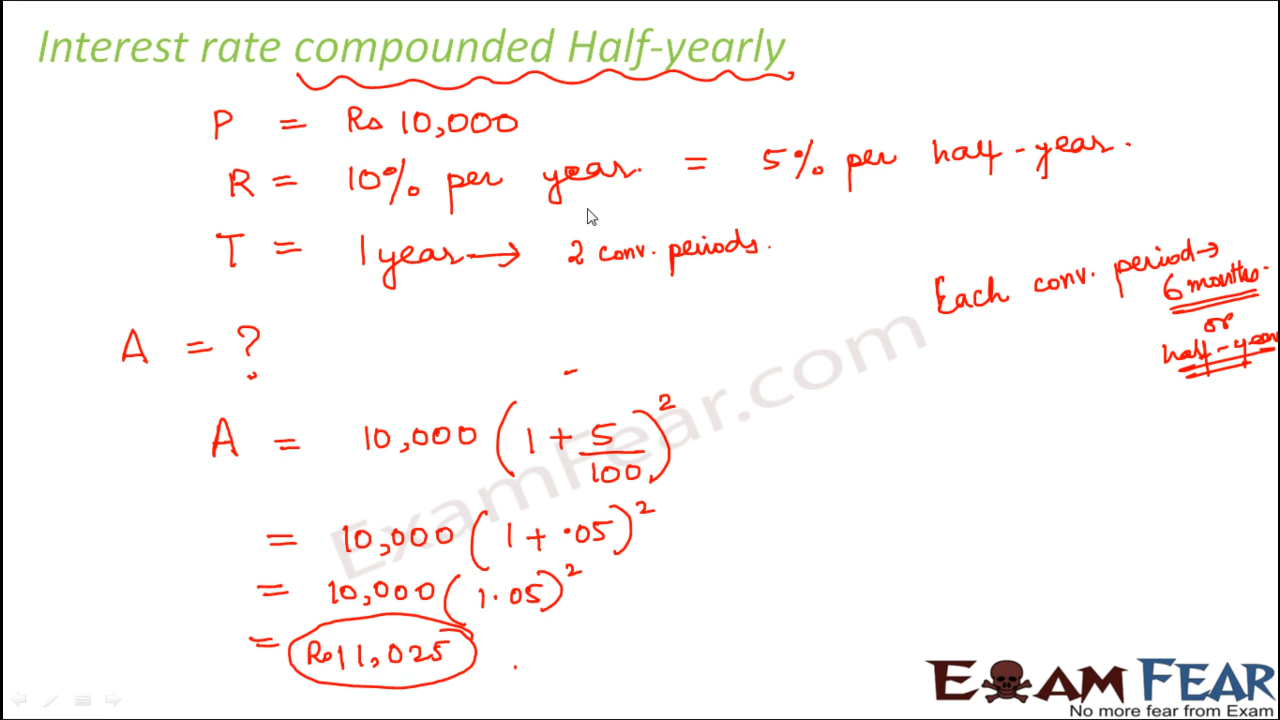 Interest rate compounded Half-yearly
P = Rs 10,000
R = 10% per year. = 5% per half-year.
T = 1 year → 2 conv. periods.
Each conv. period →
6 months.
or
half-year
A = ?
A = 10,000 (1 + 5/100)²
= 10,000 (1 + .05)²
= 10,000 (1.05)²
= Rs 11,025
ExamFear.com
EXAM FEAR
No more fear from Exam